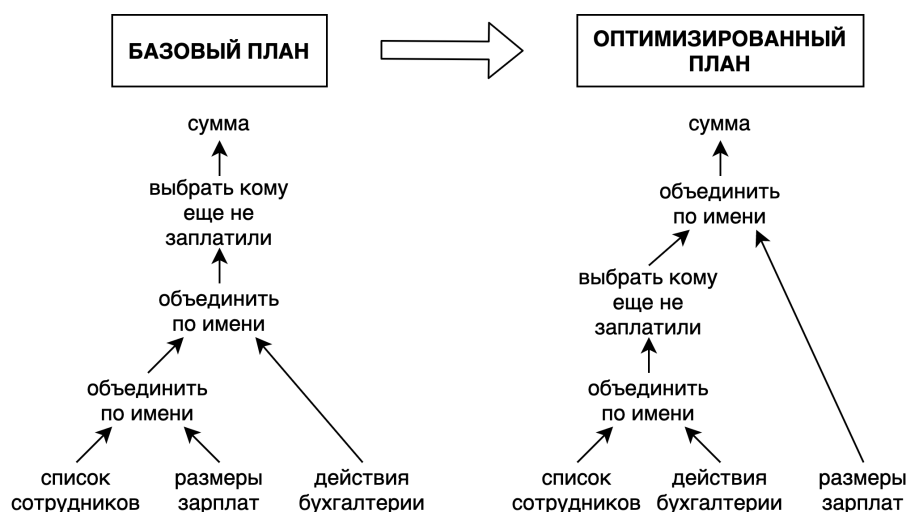 БАЗОВЫЙ ПЛАН
сумма
выбрать кому
еще не
заплатили
объединить
по имени
объединить
по имени
список
сотрудников
размеры
зарплат
действия
бухгалтерии
ОПТИМИЗИРОВАННЫЙ
ПЛАН
сумма
объединить
по имени
выбрать кому
еще не
заплатили
объединить
по имени
список
сотрудников
действия
бухгалтерии
размеры
зарплат